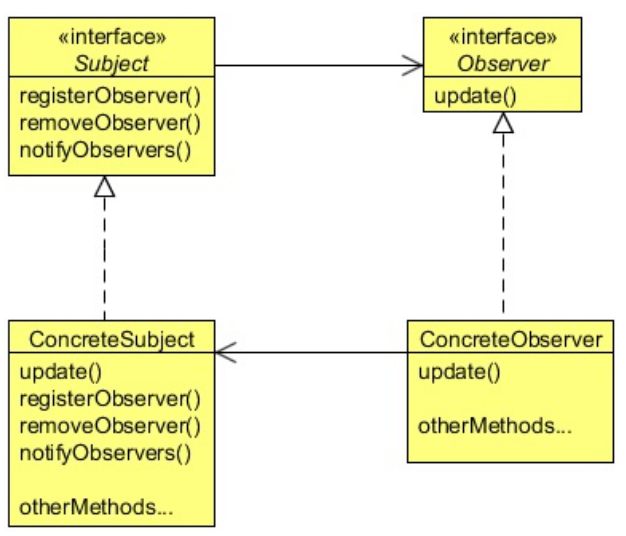 «interface»
Subject
registerObserver()
removeObserver()
notifyObservers()
«interface»
Observer
update()
ConcreteSubject
update()
registerObserver()
removeObserver()
notifyObservers()
otherMethods...
ConcreteObserver
update()
otherMethods...